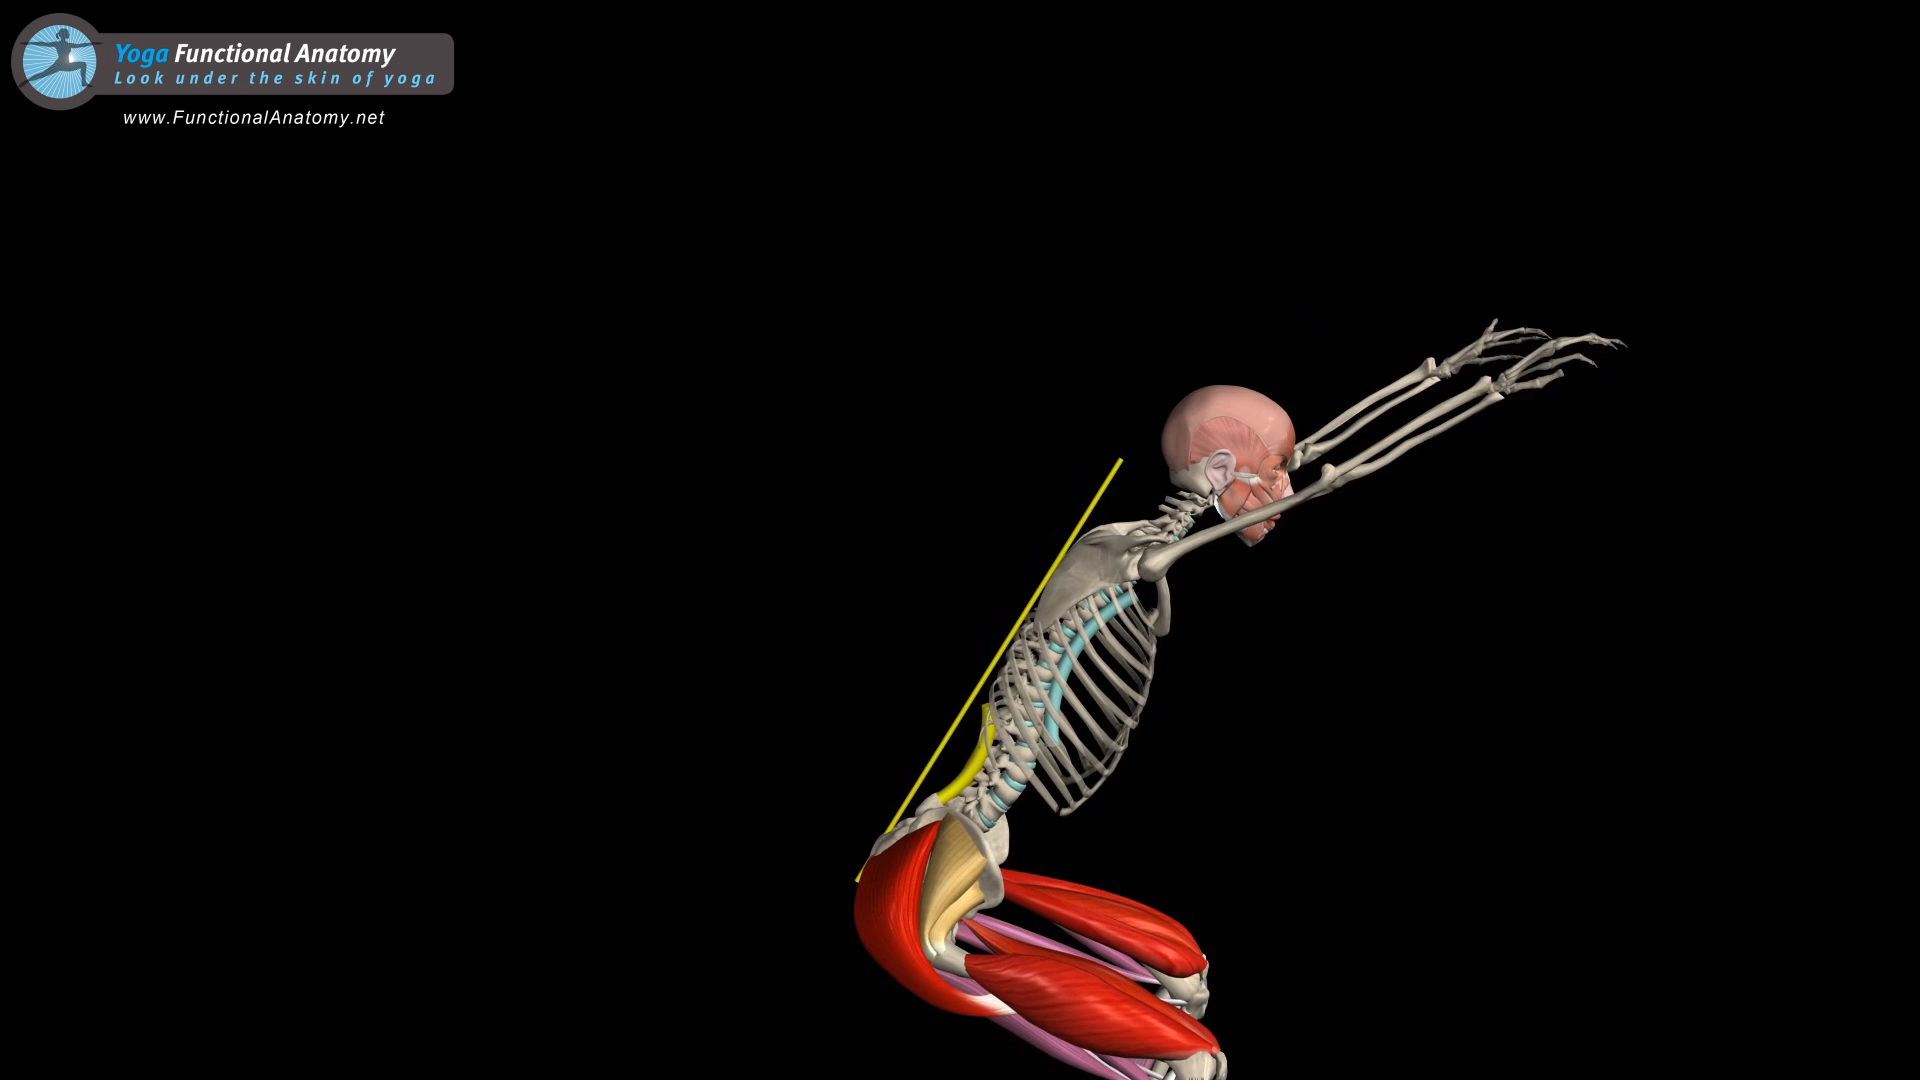 Yoga Functional Anatomy
Look under the skin of yoga
www.FunctionalAnatomy.net